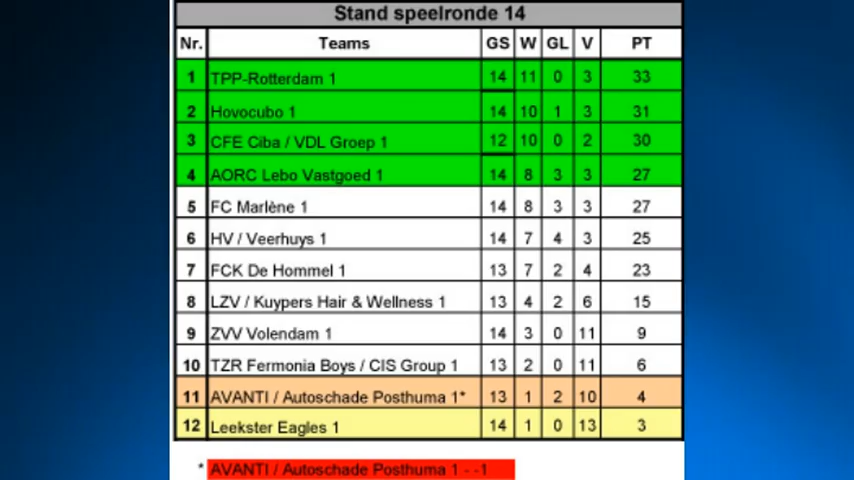 Stand speelronde 14
Nr. Teams GS W GL V PT
1 TPP-Rotterdam 1 14 11 0 3 33
2 Hovocubo 1 14 10 1 3 31
3 CFE Ciba / VDL Groep 1 12 10 0 2 30
4 AORC Lebo Vastgoed 1 14 8 3 3 27
5 FC Marlène 1 14 8 3 3 27
6 HV / Veerhuys 1 14 7 4 3 25
7 FCK De Hommel 1 13 7 2 4 23
8 LZV / Kuypers Hair & Wellness 1 13 4 2 6 15
9 ZVV Volendam 1 14 3 0 11 9
10 TZR Fermonia Boys / CIS Group 1 13 2 0 11 6
11 AVANTI / Autoschade Posthuma 1* 13 1 2 10 4
12 Leekster Eagles 1 14 1 0 13 3
* AVANTI / Autoschade Posthuma 1 - -1